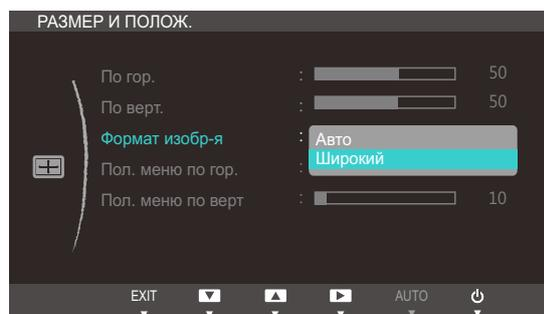 РАЗМЕР И ПОЛОЖ.
По гор. : 50
По верт. : 50
Формат изобр-я : Авто
Широкий
Пол. меню по гор. :
Пол. меню по верт : 10
EXIT AUTO